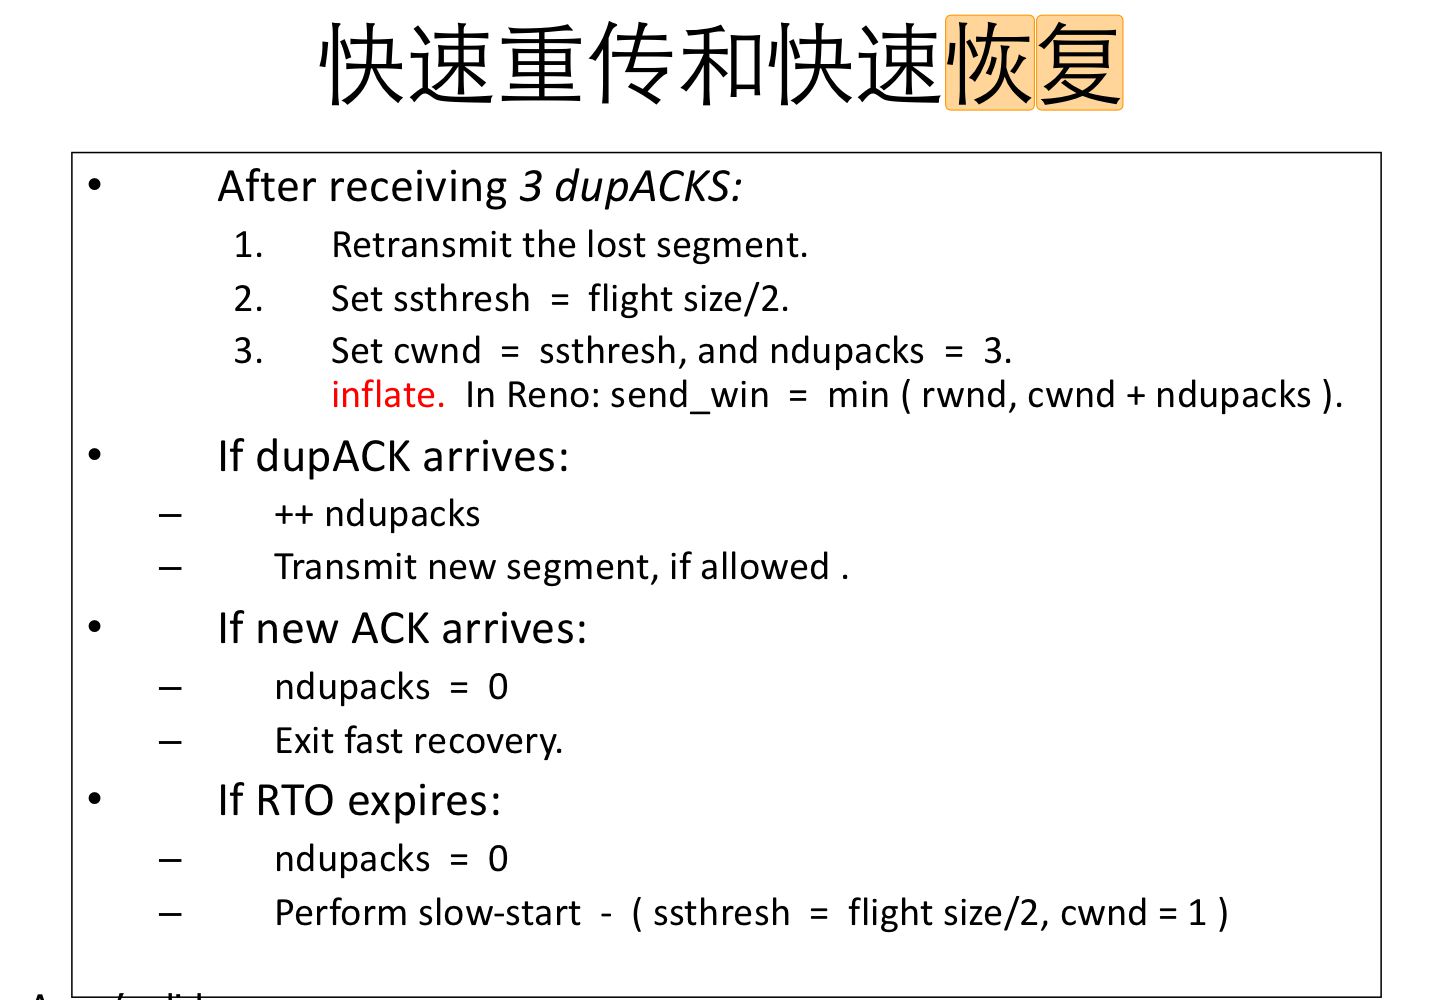 快速重传和快速恢复
• After receiving 3 dupACKS:
1. Retransmit the lost segment.
2. Set ssthresh = flight size/2.
3. Set cwnd = ssthresh, and ndupacks = 3.
inflate. In Reno: send_win = min ( rwnd, cwnd + ndupacks ).
• If dupACK arrives:
– ++ ndupacks
– Transmit new segment, if allowed .
• If new ACK arrives:
– ndupacks = 0
– Exit fast recovery.
• If RTO expires:
– ndupacks = 0
– Perform slow-start - ( ssthresh = flight size/2, cwnd = 1 )